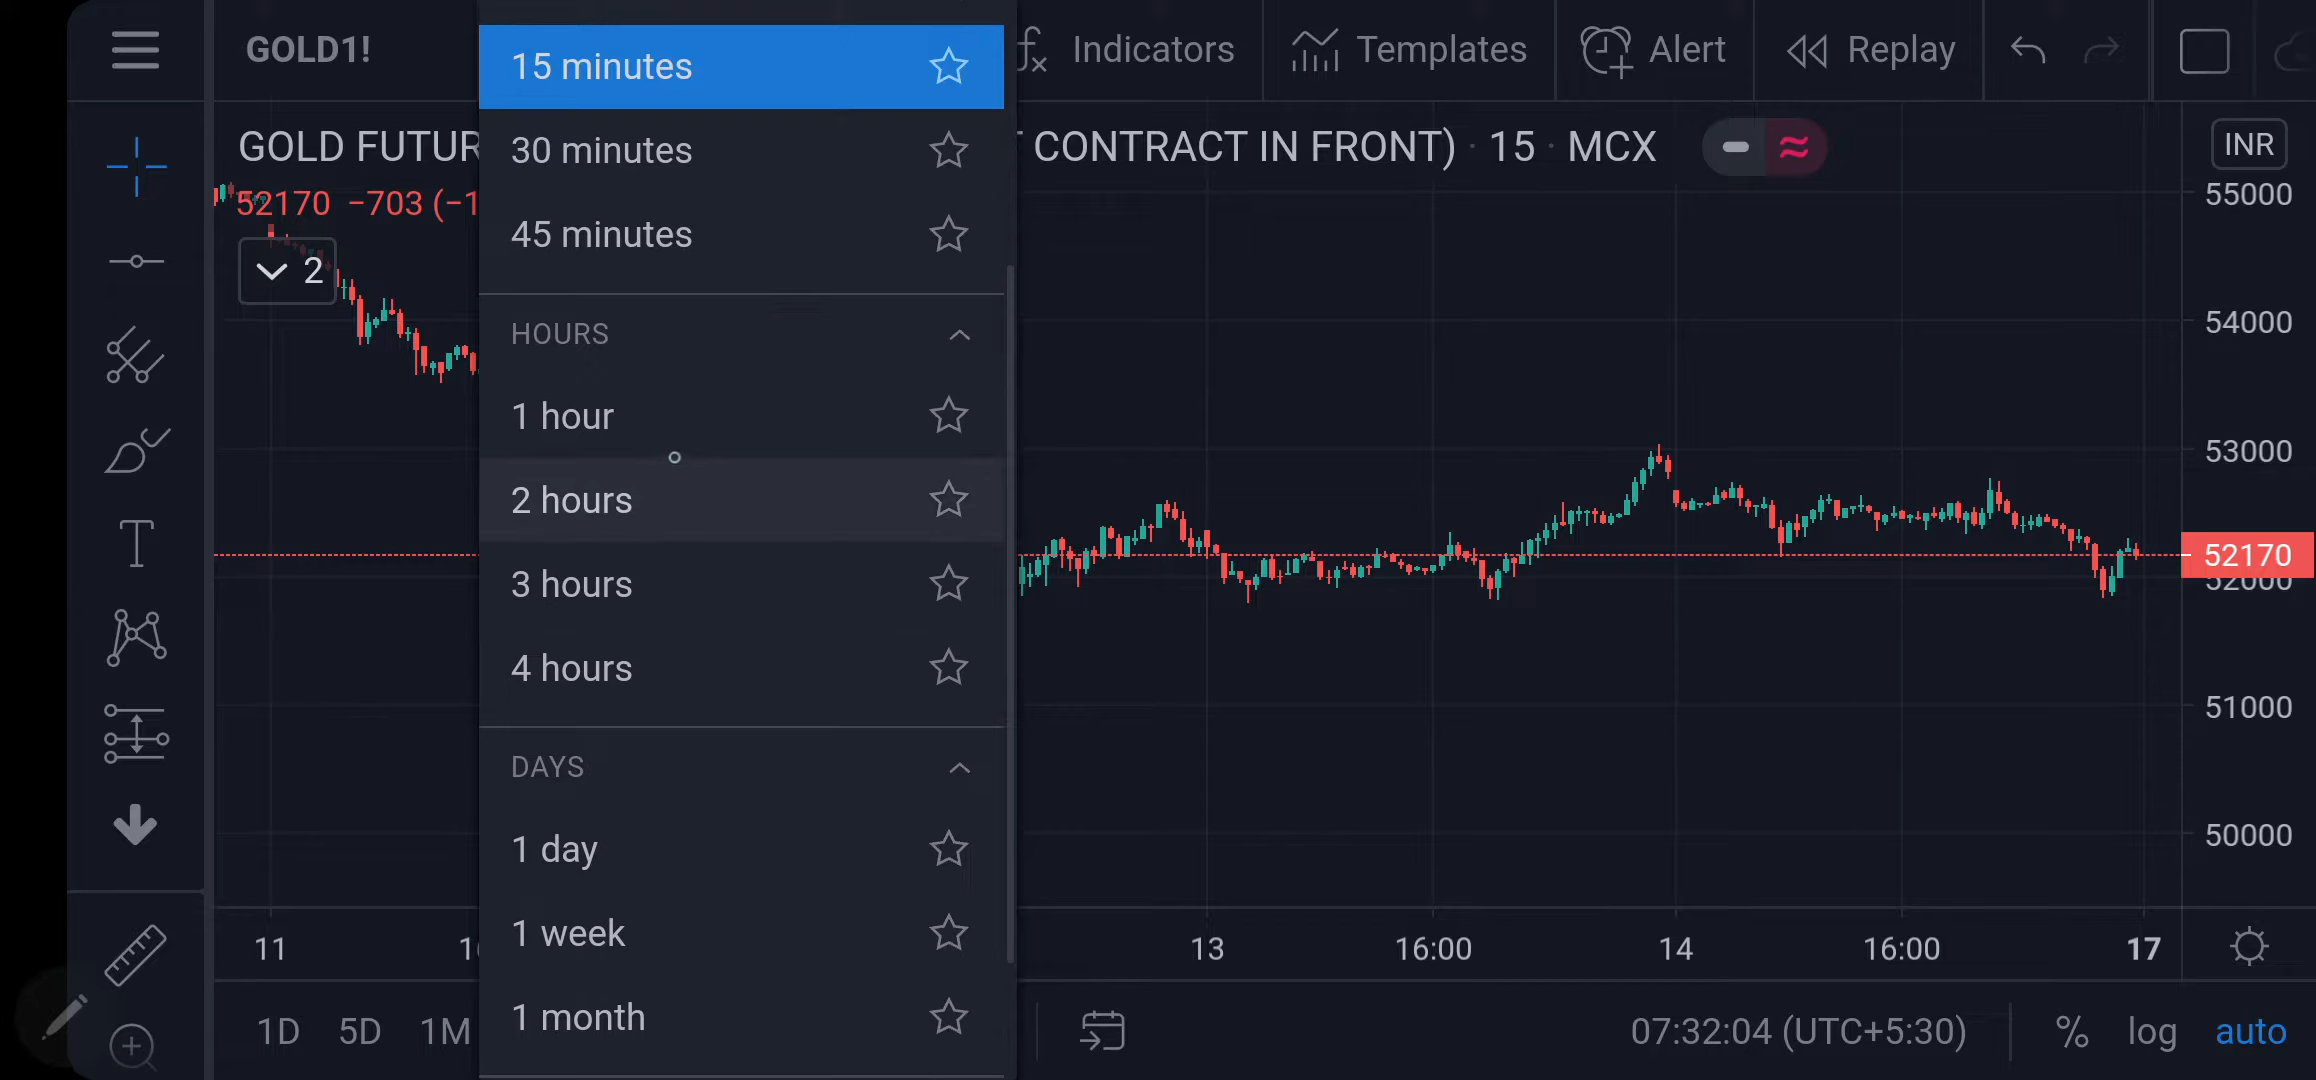 GOLD1!
15 minutes
Indicators
Templates
Alert
Replay
GOLD FUTUR
30 minutes
CONTRACT IN FRONT) · 15 · MCX
INR
52170 −703 (−1
45 minutes
2
HOURS
1 hour
2 hours
3 hours
4 hours
DAYS
1 day
1 week
1 month
55000
54000
53000
52170
52000
51000
50000
11
13
16:00
14
16:00
17
1D
5D
1M
07:32:04 (UTC+5:30)
%
log
auto